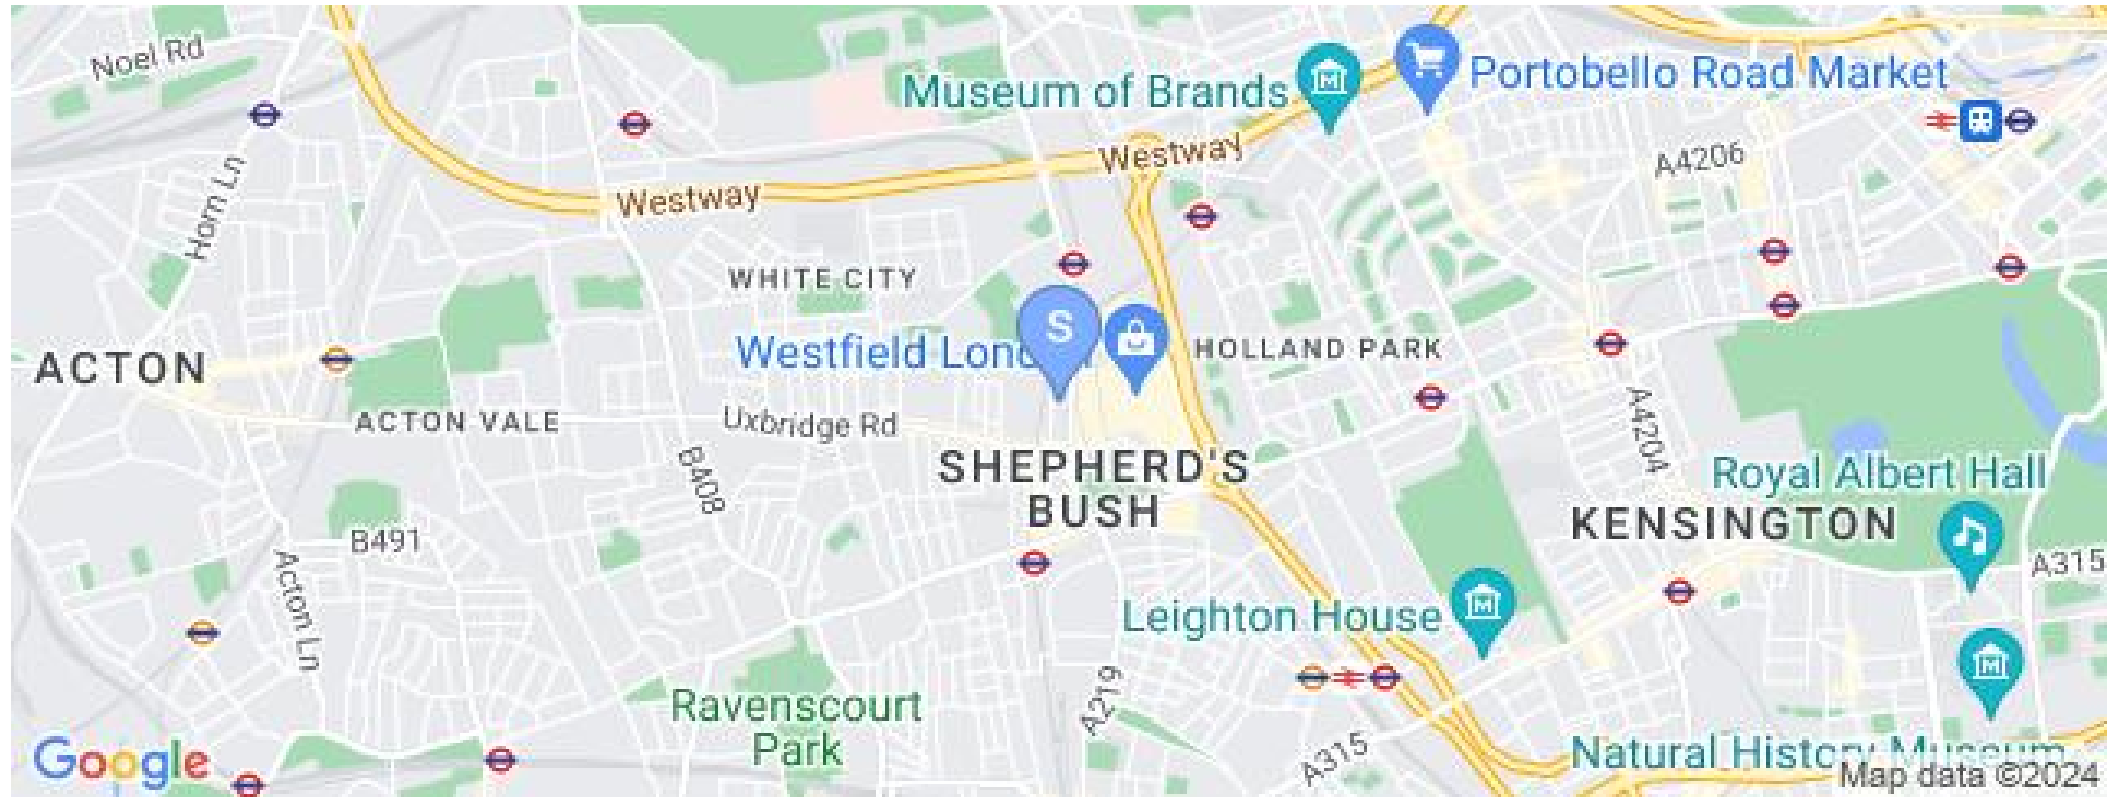 Noel Rd
Museum of Brands
Portobello Road Market
Westway
A4206
Horn Ln
Westway
WHITE CITY
S
Westfield Lon
HOLLAND PARK
ACTON
ACTON VALE
Uxbridge Rd
A4204
B408
SHEPHERD'S
BUSH
Royal Albert Hall
KENSINGTON
B491
A315
Acton Ln
Leighton House
A219
Ravenscourt
Park
A315
Natural History Museum
Google
Map data ©2024